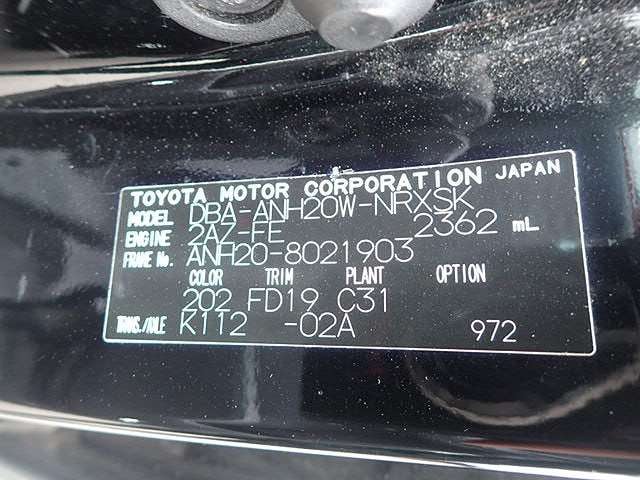 TOYOTA MOTOR CORPORATION JAPAN
MODEL DBA-ANH20W-NRXSK
ENGINE 2AZ-FE 2362 mL
FRAME No. ANH20-8021903
COLOR TRIM PLANT OPTION
202 FD19 C31
TRANS./AXLE K112 -02A 972